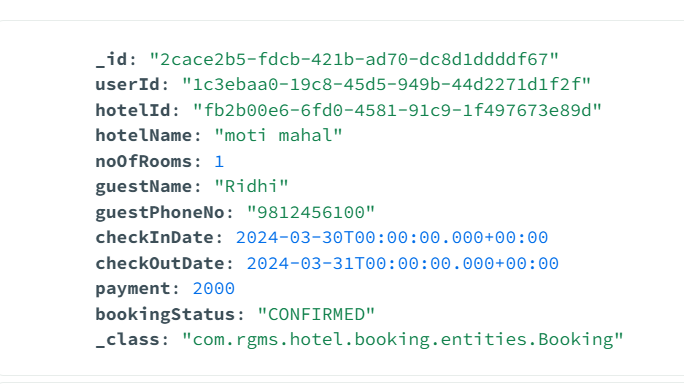 _id: "2cace2b5-fdcb-421b-ad70-dc8d1ddddf67"
userId: "1c3ebaa0-19c8-45d5-949b-44d2271d1f2f"
hotelId: "fb2b00e6-6fd0-4581-91c9-1f497673e89d"
hotelName: "moti mahal"
noOfRooms: 1
guestName: "Ridhi"
guestPhoneNo: "9812456100"
checkInDate: 2024-03-30T00:00:00.000+00:00
checkOutDate: 2024-03-31T00:00:00.000+00:00
payment: 2000
bookingStatus: "CONFIRMED"
_class: "com.rgms.hotel.booking.entities.Booking"